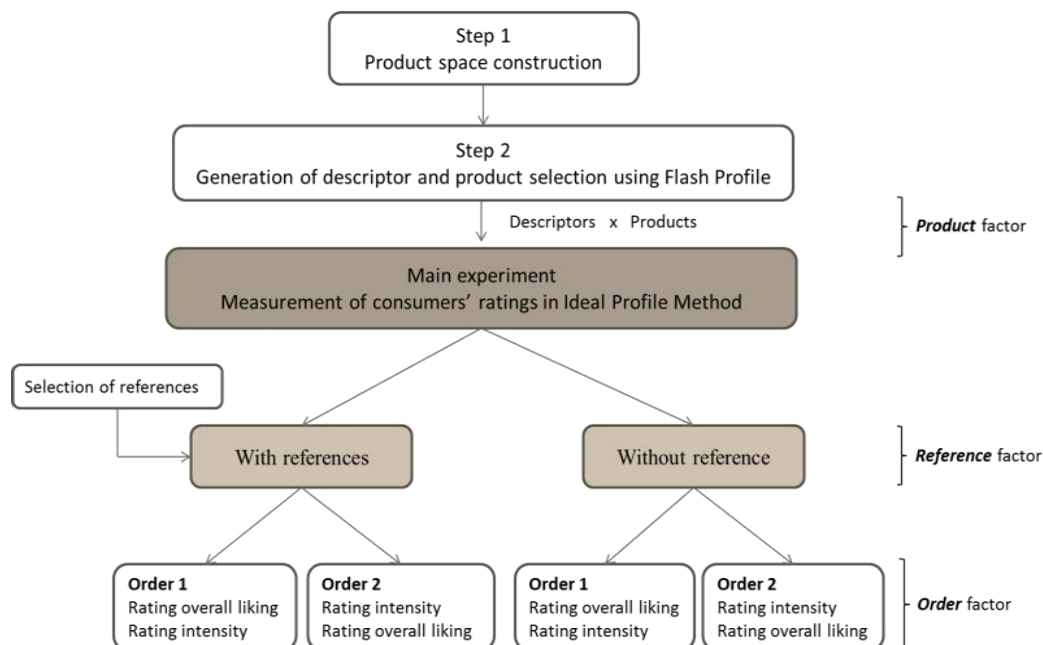 Step 1
Product space construction
Step 2
Generation of descriptor and product selection using Flash Profile
Descriptors x Products
Product factor
Main experiment
Measurement of consumers’ ratings in Ideal Profile Method
Selection of references
With references
Without reference
Reference factor
Order 1
Rating overall liking
Rating intensity
Order 2
Rating intensity
Rating overall liking
Order 1
Rating overall liking
Rating intensity
Order 2
Rating intensity
Rating overall liking
Order factor